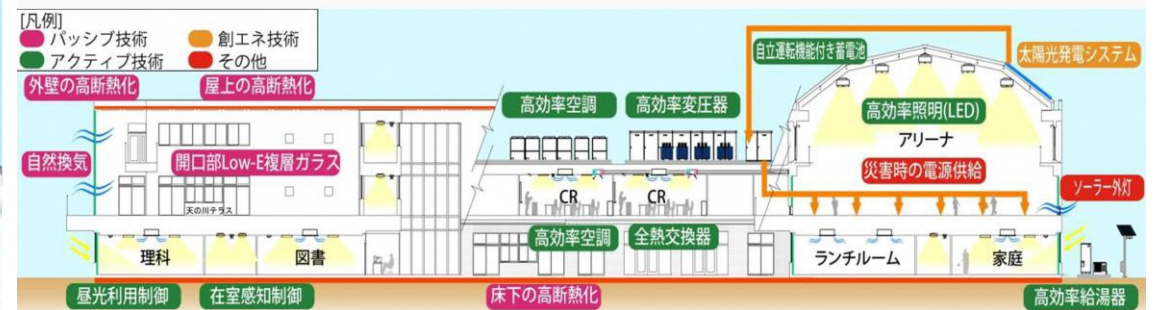 [凡例]
パッシブ技術 創エネ技術
アクティブ技術 その他
外壁の高断熱化 屋上の高断熱化
自立運転機能付き蓄電池 太陽光発電システム
高効率空調 高効率変圧器 高効率照明(LED)
アリーナ
自然換気 開口部Low-E複層ガラス 災害時の電源供給
ソーラー外灯
天の川テラス CR CR
高効率空調 全熱交換器
理科 図書 ランチルーム 家庭
昼光利用制御 在室感知制御 床下の高断熱化 高効率給湯器